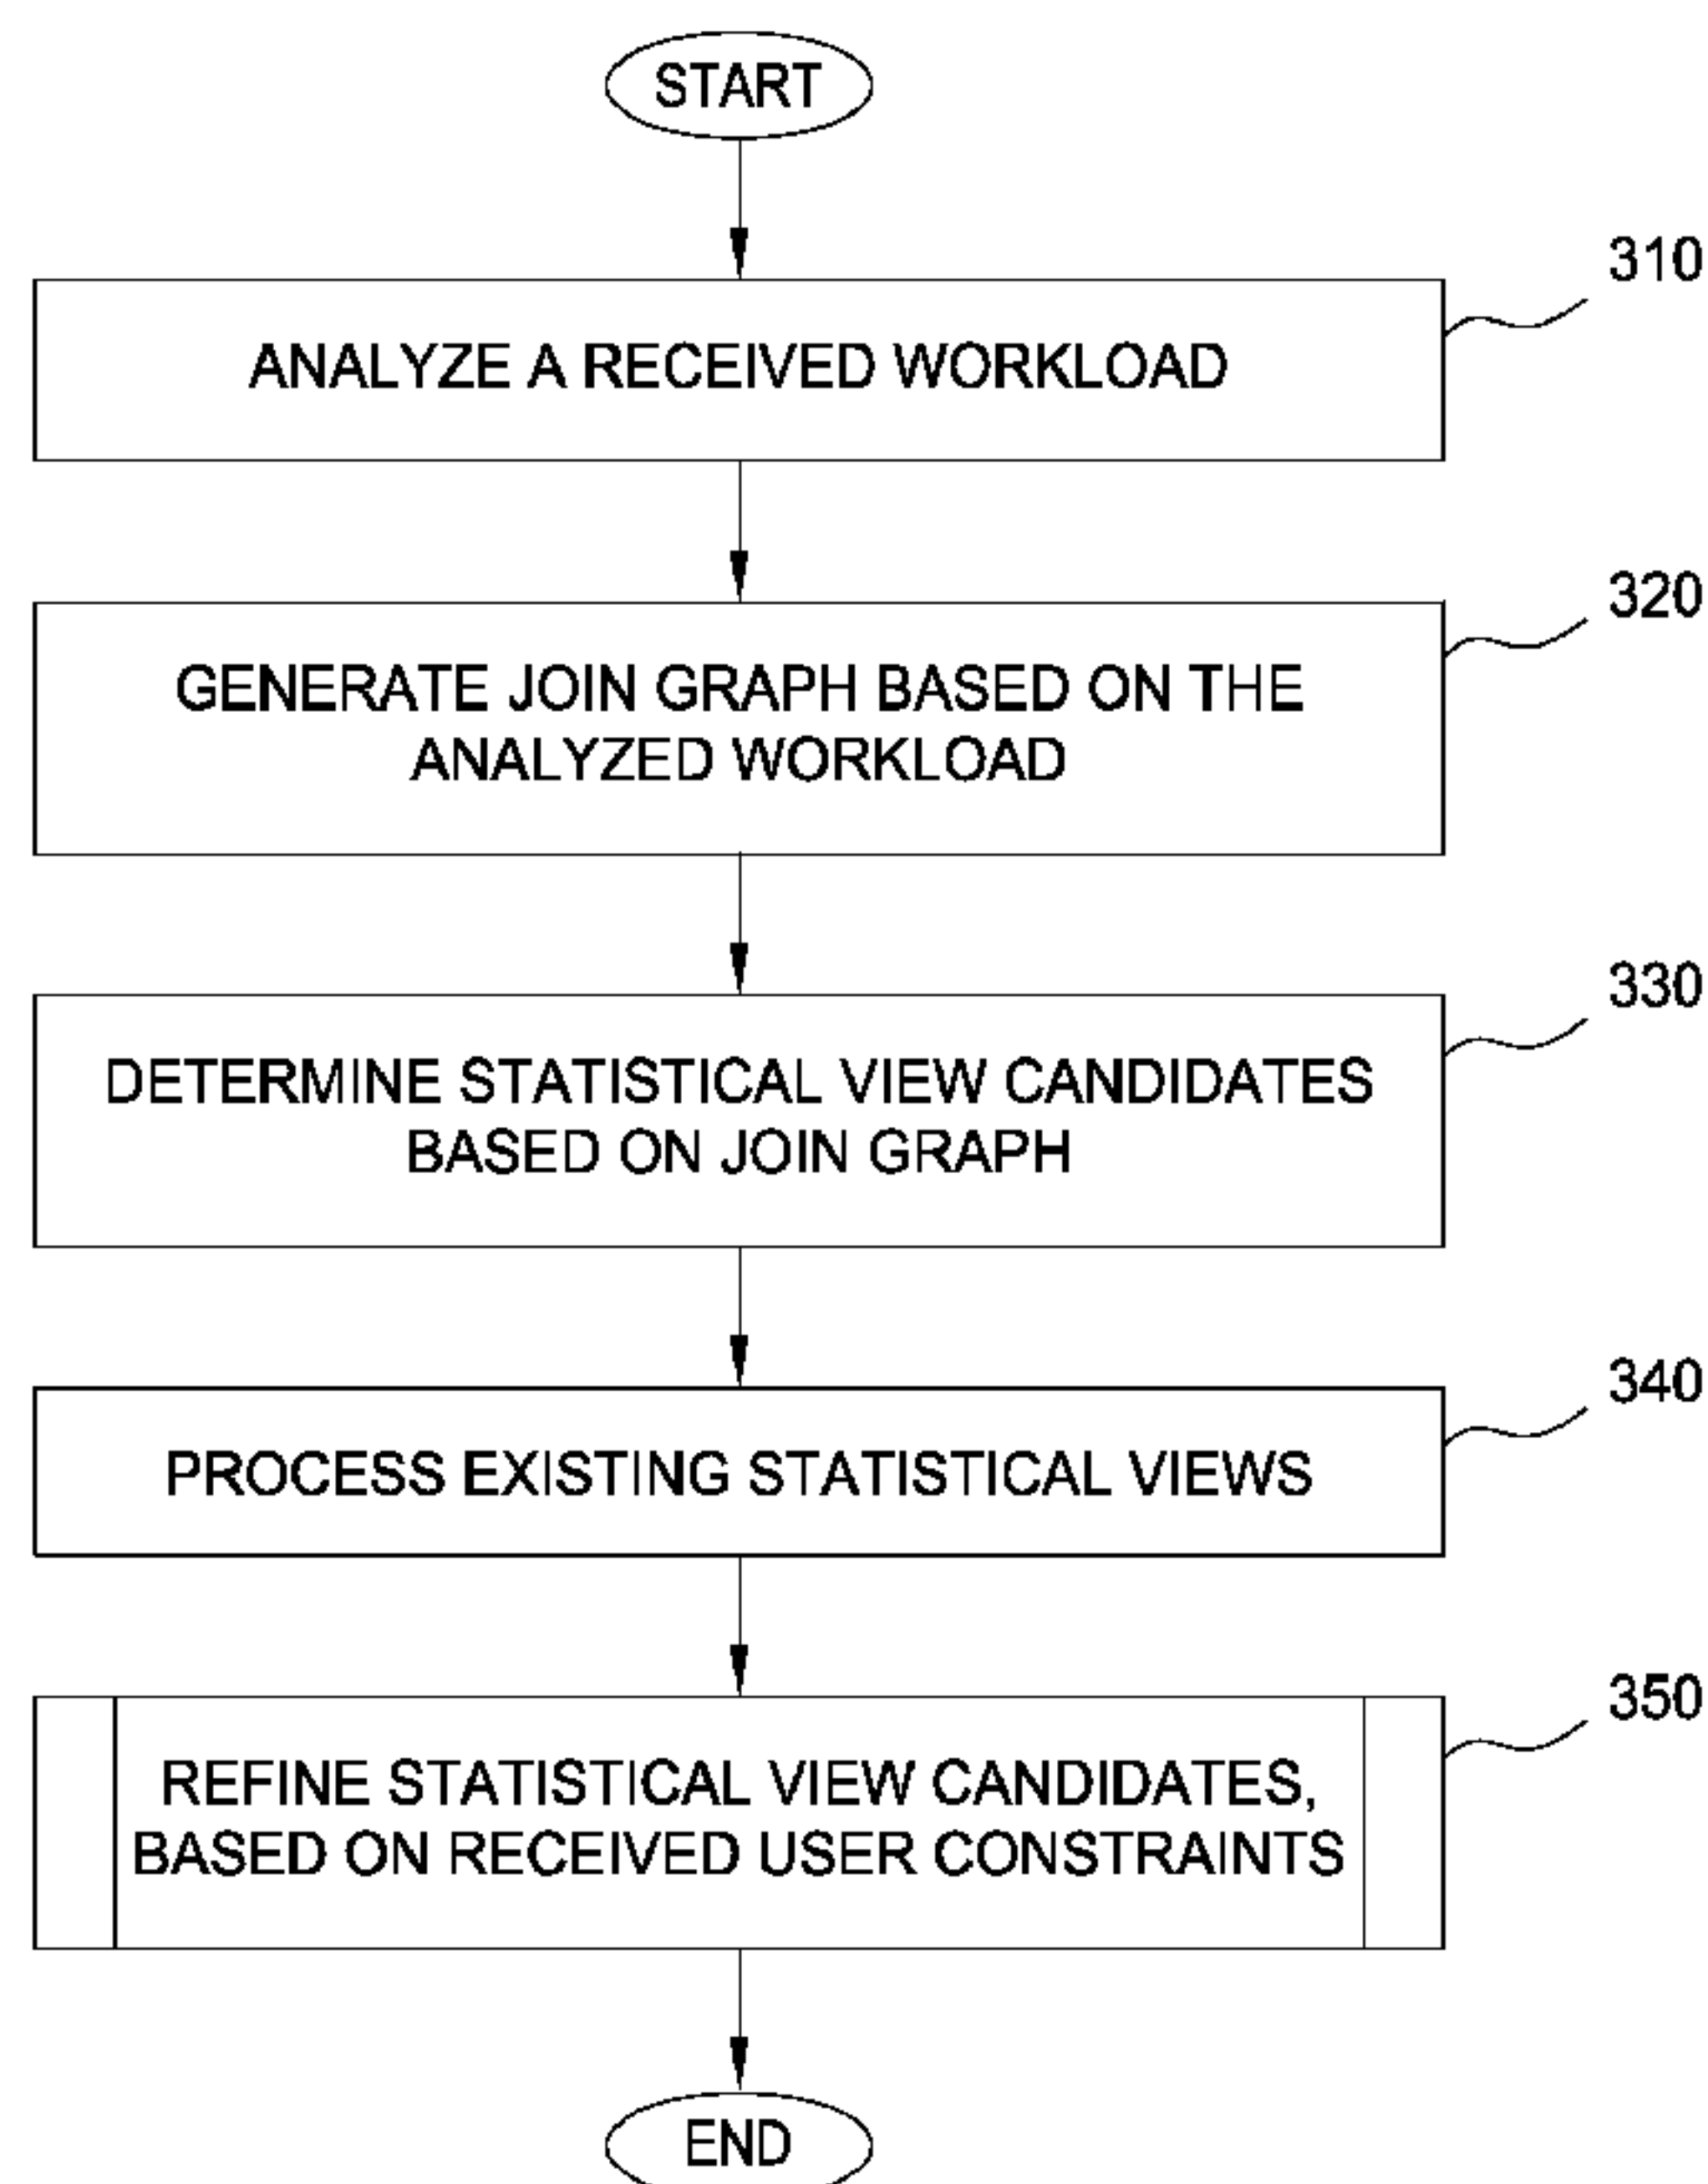 START
310
ANALYZE A RECEIVED WORKLOAD
320
GENERATE JOIN GRAPH BASED ON THE
ANALYZED WORKLOAD
330
DETERMINE STATISTICAL VIEW CANDIDATES
BASED ON JOIN GRAPH
340
PROCESS EXISTING STATISTICAL VIEWS
350
REFINE STATISTICAL VIEW CANDIDATES,
BASED ON RECEIVED USER CONSTRAINTS
END